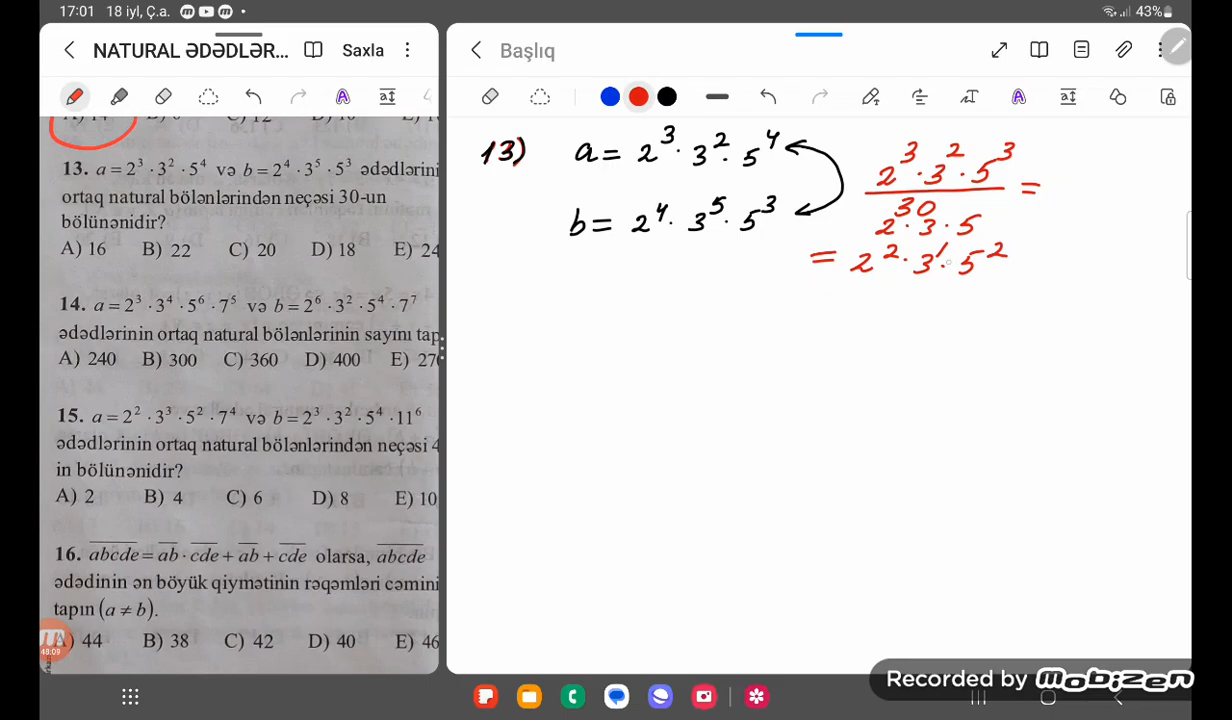 17:01 18 iyl, Ç.a. 43%
NATURAL ƏDƏDLƏR... Saxla
Başlıq
13. a = 2³ · 3² · 5⁴ və b = 2⁴ · 3⁵ · 5³ ədədlərini
ortaq natural bölənlərindən neçəsi 30-un
bölünənidir?
A) 16 B) 22 C) 20 D) 18 E) 24
14. a = 2³ · 3⁴ · 5⁶ · 7⁵ və b = 2⁶ · 3² · 5⁴ · 7⁷
ədədlərinin ortaq natural bölənlərinin sayını tap
A) 240 B) 300 C) 360 D) 400 E) 27
15. a = 2² · 3³ · 5² · 7⁴ və b = 2³ · 3² · 5⁴ · 11⁶
ədədlərinin ortaq natural bölənlərindən neçəsi 4
in bölünənidir?
A) 2 B) 4 C) 6 D) 8 E) 10
16. abcde = ab · cde + ab + cde olarsa, abcde
ədədinin ən böyük qiymətinin rəqəmləri cəmini
tapın (a ≠ b).
A) 44 B) 38 C) 42 D) 40 E) 46
48:09
13) a = 2³ · 3² · 5⁴
b = 2⁴ · 3⁵ · 5³
2³ · 3² · 5³ =
30
2 · 3 · 5
= 2² · 3¹ · 5²
Recorded by mobizen